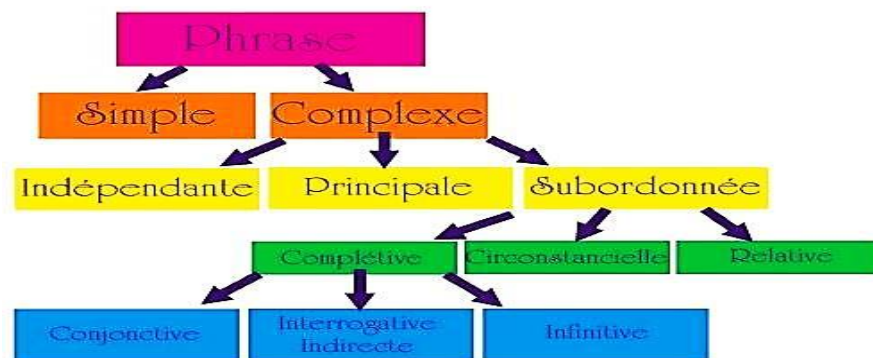 Phrase
Simple
Complexe
Indépendante
Principale
Subordonnée
Complétive
Circonstancielle
Relative
Conjonctive
Interrogative
Indirecte
Infinitive